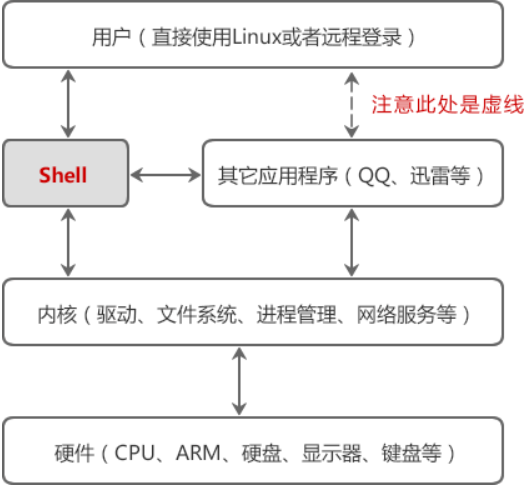 用户（直接使用Linux或者远程登录）
注意此处是虚线
Shell
其它应用程序（QQ、迅雷等）
内核（驱动、文件系统、进程管理、网络服务等）
硬件（CPU、ARM、硬盘、显示器、键盘等）